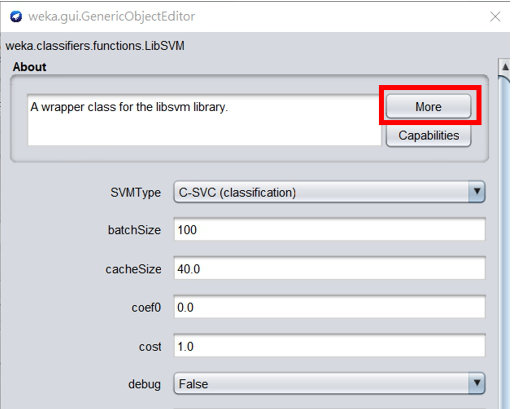 weka.gui.GenericObjectEditor
weka.classifiers.functions.LibSVM
About
A wrapper class for the libsvm library.
More
Capabilities
SVMType C-SVC (classification)
batchSize 100
cacheSize 40.0
coef0 0.0
cost 1.0
debug False